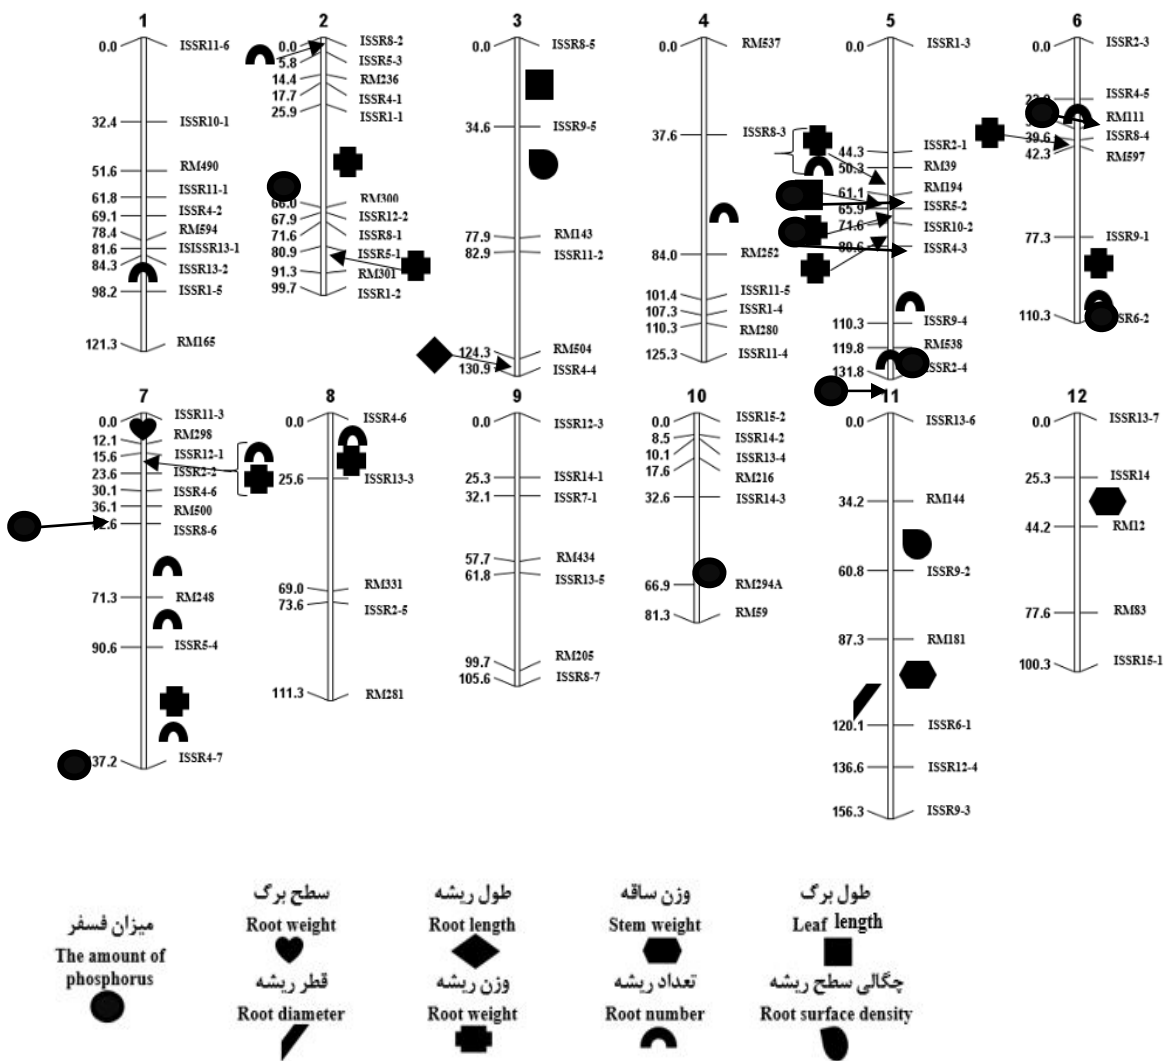 1 2 3 4 5 6
0.0 ISSR11-6
32.4 ISSR10-1
51.6 RM490
61.8 ISSR11-1
69.1 ISSR4-2
78.4 RM594
81.6 ISISSR13-1
84.3 ISSR13-2
98.2 ISSR1-5
121.3 RM165
0.0 ISSR8-2
5.8 ISSR5-3
14.4 RM236
17.7 ISSR4-1
25.9 ISSR1-1
66.0 RM300
67.9 ISSR12-2
71.6 ISSR8-1
80.9 ISSR5-1
91.3 RM301
99.7 ISSR1-2
0.0 ISSR8-5
34.6 ISSR9-5
77.9 RM143
82.9 ISSR11-2
124.3 RM504
130.9 ISSR4-4
0.0 RM537
37.6 ISSR8-3
84.0 RM252
101.4 ISSR11-5
107.3 ISSR1-4
110.3 RM280
125.3 ISSR11-4
0.0 ISSR1-3
44.3 ISSR2-1
50.3 RM39
61.1 RM194
65.9 ISSR5-2
71.6 ISSR10-2
80.6 ISSR4-3
110.3 ISSR9-4
119.8 RM538
131.8 ISSR2-4
0.0 ISSR2-3
ISSR4-5
RM111
39.6 ISSR8-4
42.3 RM597
77.3 ISSR9-1
110.3 SSR6-2
7 8 9 10 11 12
0.0 ISSR11-3
12.1 RM298
15.6 ISSR12-1
23.6 ISSR2-2
30.1 ISSR4-6
36.1 RM500
2.6 ISSR8-6
71.3 RM248
90.6 ISSR5-4
37.2 ISSR4-7
0.0 ISSR4-6
25.6 ISSR13-3
69.0 RM331
73.6 ISSR2-5
111.3 RM281
0.0 ISSR12-3
25.3 ISSR14-1
32.1 ISSR7-1
57.7 RM434
61.8 ISSR13-5
99.7 RM205
105.6 ISSR8-7
0.0 ISSR15-2
8.5 ISSR14-2
10.1 ISSR13-4
17.6 RM216
32.6 ISSR14-3
66.9 RM294A
81.3 RM59
0.0 ISSR13-6
34.2 RM144
60.8 ISSR9-2
87.3 RM181
120.1 ISSR6-1
136.6 ISSR12-4
156.3 ISSR9-3
0.0 ISSR13-7
25.3 ISSR14
44.2 RM12
77.6 RM83
100.3 ISSR15-1
میزان فسفر
The amount of
phosphorus
سطح برگ
Root weight
طول ریشه
Root length
وزن ساقه
Stem weight
طول برگ
Leaf length
قطر ریشه
Root diameter
وزن ریشه
Root weight
تعداد ریشه
Root number
چگالی سطح ریشه
Root surface density